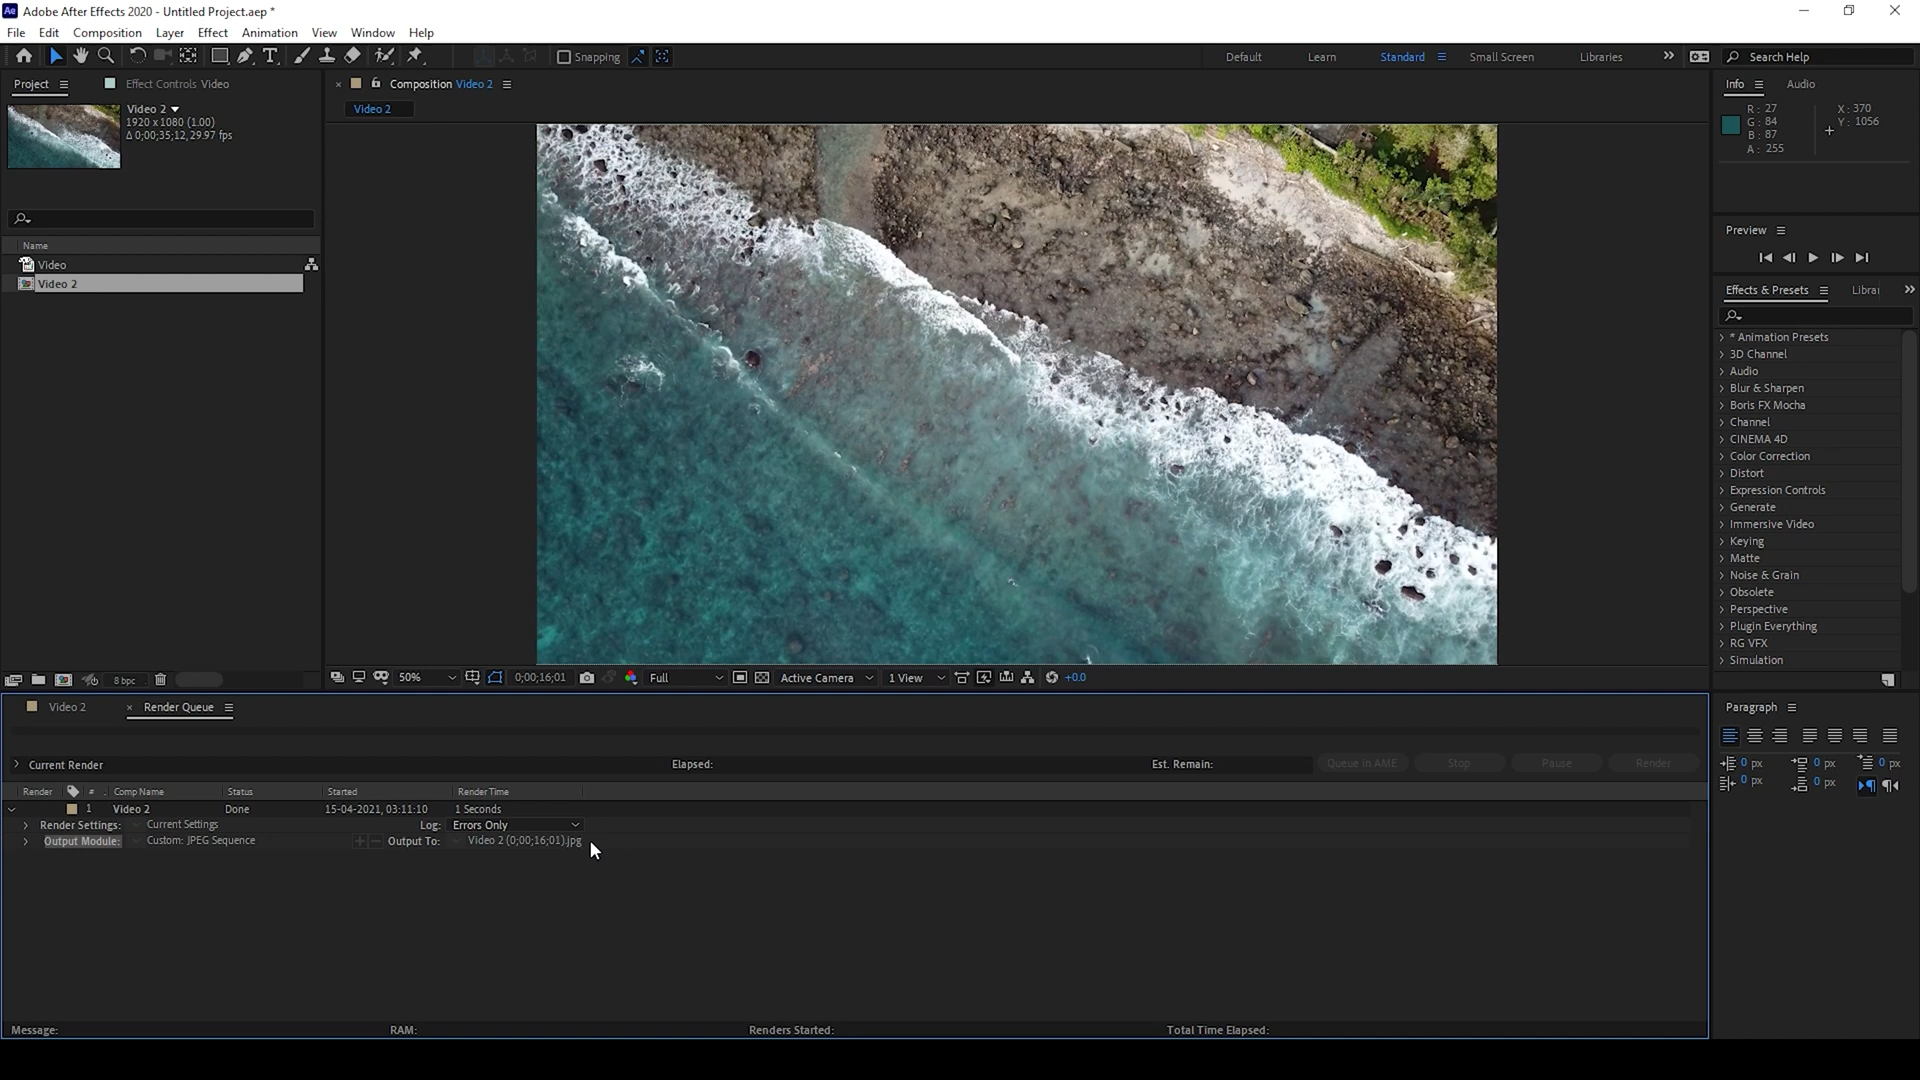 Ae Adobe After Effects 2020 - Untitled Project.aep *
File Edit Composition Layer Effect Animation View Window Help
Snapping Default Learn Standard Small Screen Libraries Search Help
Project Effect Controls Video
Video 2
1920 x 1080 (1.00)
Δ 0;00;35;12, 29.97 fps
Name
Video
Video 2
8 bpc
Composition Video 2
Video 2
50% 0;00;16;01 Full Active Camera 1 View +0.0
Info Audio
R : 27 X : 370
G : 84 Y : 1056
B : 87
A : 255
Preview
Effects & Presets Librai
* Animation Presets
3D Channel
Audio
Blur & Sharpen
Boris FX Mocha
Channel
CINEMA 4D
Color Correction
Distort
Expression Controls
Generate
Immersive Video
Keying
Matte
Noise & Grain
Obsolete
Perspective
Plugin Everything
RG VFX
Simulation
Video 2 Render Queue
Current Render Elapsed: Est. Remain: Queue in AME Stop Pause Render
Render # Comp Name Status Started Render Time
1 Video 2 Done 15-04-2021, 03:11:10 1 Seconds
Render Settings: Current Settings Log: Errors Only
Output Module: Custom: JPEG Sequence Output To: Video 2 (0;00;16;01).jpg
Message: RAM: Renders Started: Total Time Elapsed:
Paragraph
0 px 0 px 0 px
0 px 0 px